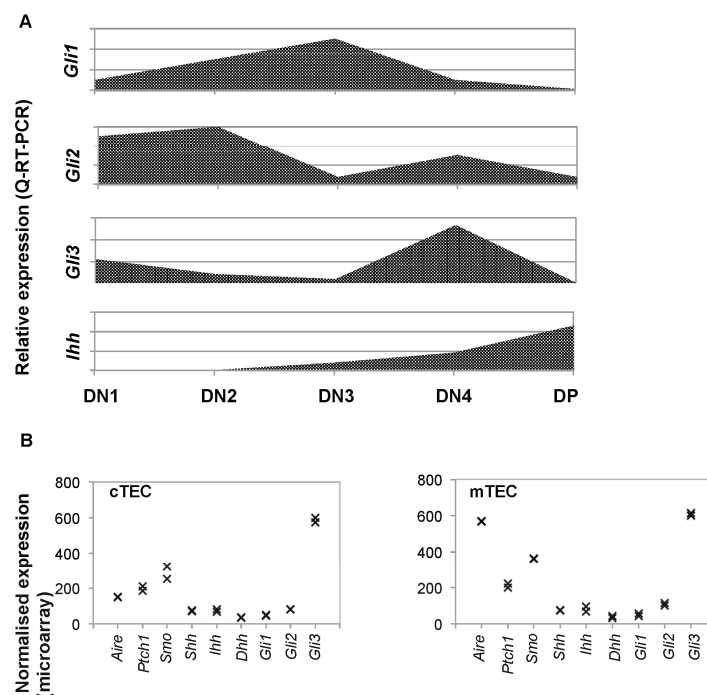 A
Relative expression (Q-RT-PCR)
Gli1
Gli2
Gli3
Ihh
DN1 DN2 DN3 DN4 DP
B
Normalised expression
(microarray)
800
600
400
200
0
cTEC
Aire Ptch1 Smo Shh Ihh Dhh Gli1 Gli2 Gli3
800
600
400
200
0
mTEC
Aire Ptch1 Smo Shh Ihh Dhh Gli1 Gli2 Gli3